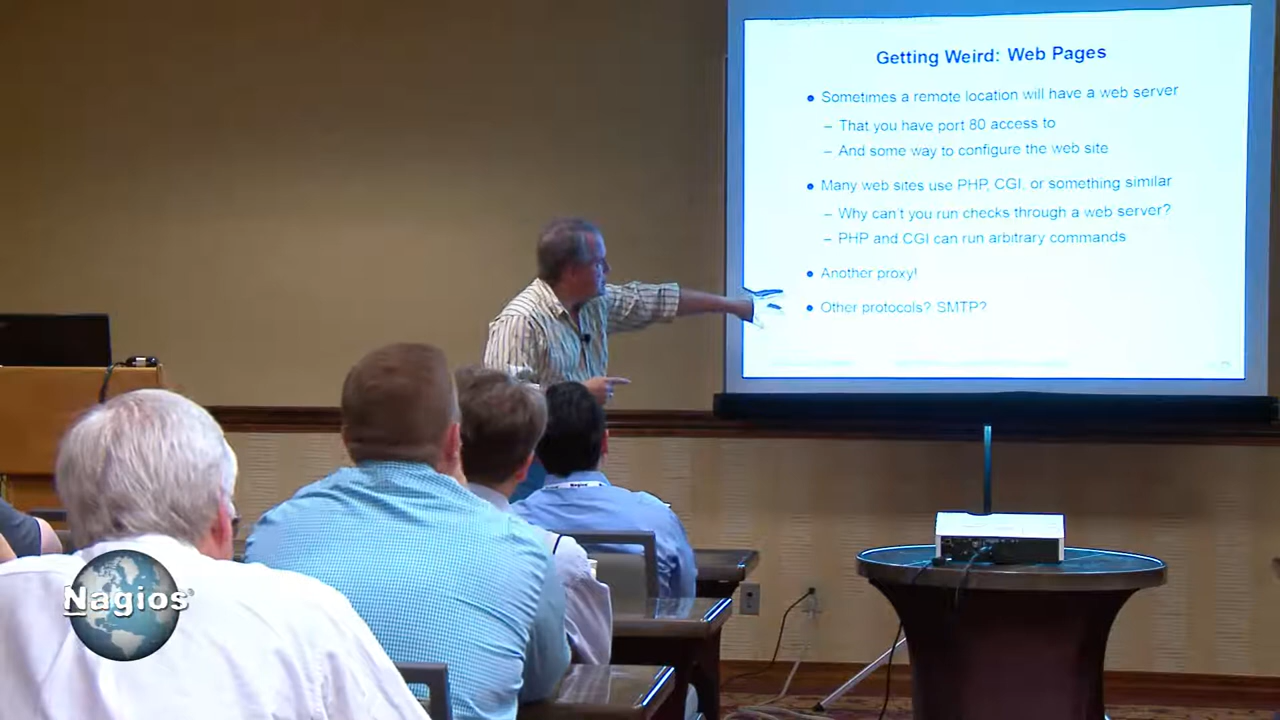 Getting Weird: Web Pages
• Sometimes a remote location will have a web server
– That you have port 80 access to
– And some way to configure the web site
• Many web sites use PHP, CGI, or something similar
– Why can't you run checks through a web server?
– PHP and CGI can run arbitrary commands
• Another proxy!
• Other protocals? SMTP?
Nagios
Nagios®